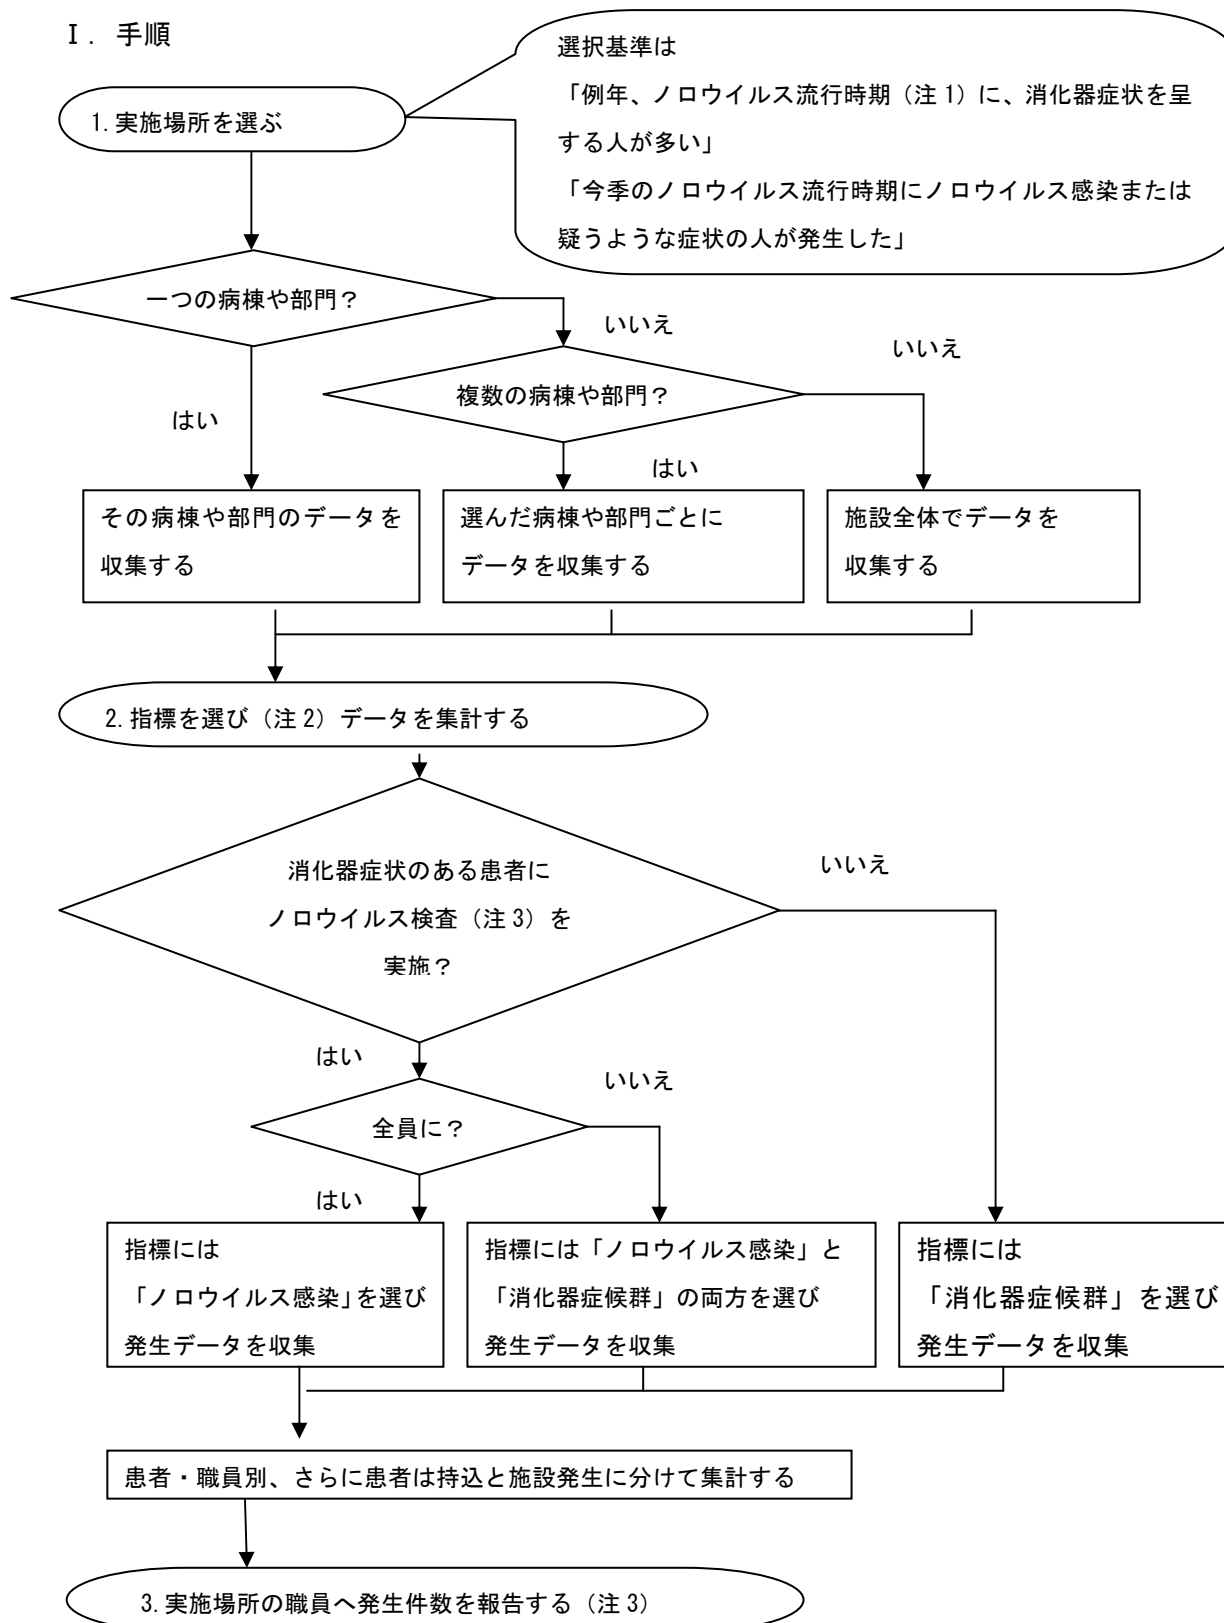 Ⅰ．手順
選択基準は
「例年、ノロウイルス流行時期（注1）に、消化器症状を呈
する人が多い」
「今季のノロウイルス流行時期にノロウイルス感染または
疑うような症状の人が発生した」
1.実施場所を選ぶ
一つの病棟や部門？
いいえ
複数の病棟や部門？
いいえ
はい
はい
その病棟や部門のデータを
収集する
選んだ病棟や部門ごとに
データを収集する
施設全体でデータを
収集する
2.指標を選び（注2）データを集計する
消化器症状のある患者に
ノロウイルス検査（注3）を
実施？
いいえ
はい
全員に？
いいえ
はい
指標には
「ノロウイルス感染」を選び
発生データを収集
指標には「ノロウイルス感染」と
「消化器症候群」の両方を選び
発生データを収集
指標には
「消化器症候群」を選び
発生データを収集
患者・職員別、さらに患者は持込と施設発生に分けて集計する
3.実施場所の職員へ発生件数を報告する（注3）